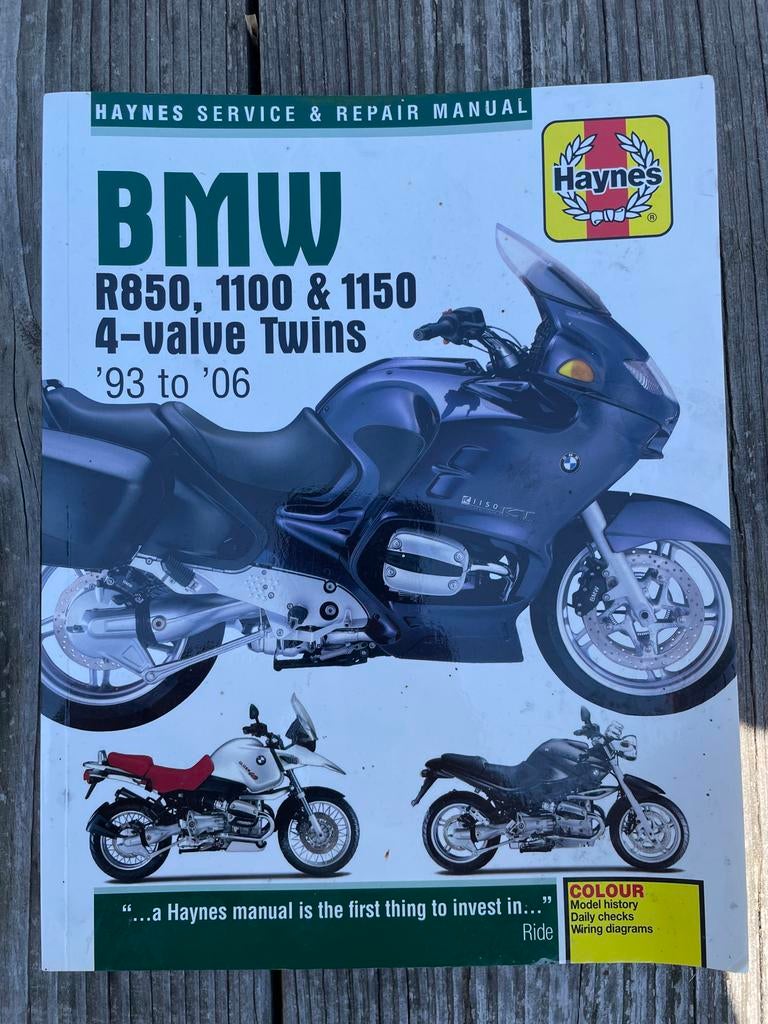 HAYNES SERVICE & REPAIR MANUAL
Haynes
®
BMW
R850, 1100 & 1150
4-valve Twins
'93 to '06
R1150RT
BMW
"...a Haynes manual is the first thing to invest in..."
Ride
COLOUR
Model history
Daily checks
Wiring diagrams